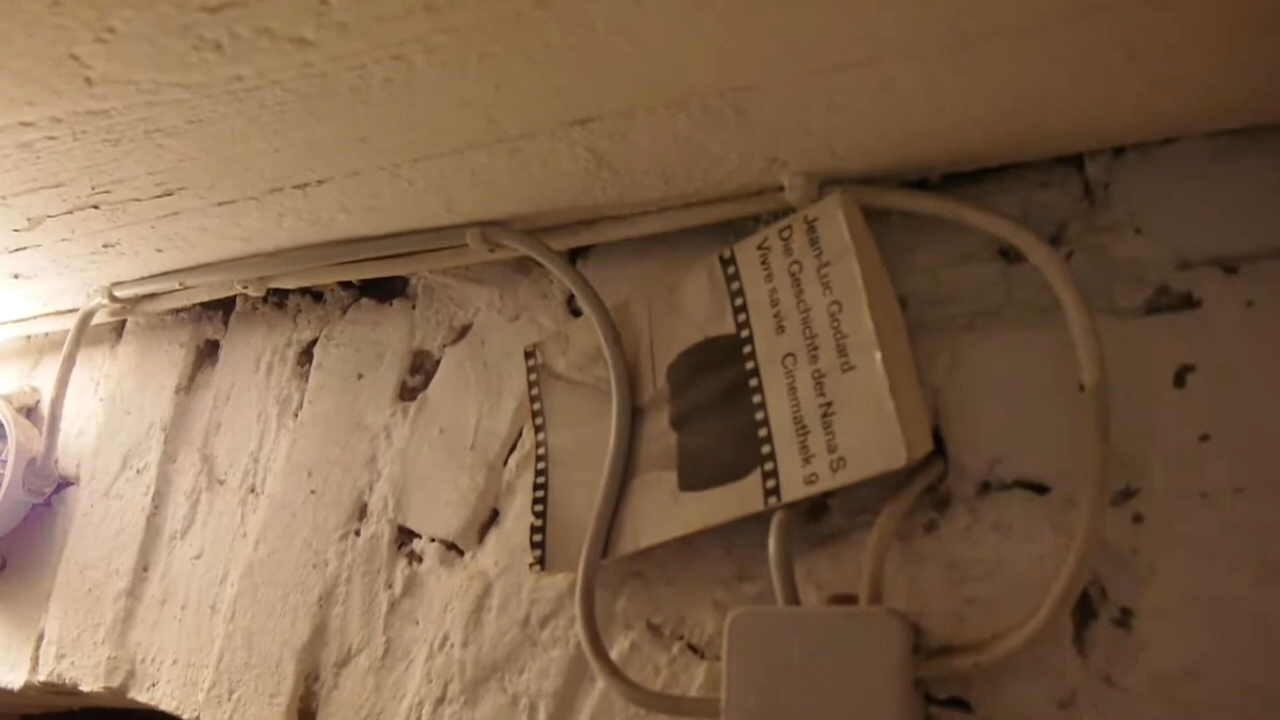 Jean-Luc Godard
Die Geschichte der Nana S.
Vivre sa vie Cinemathek 9